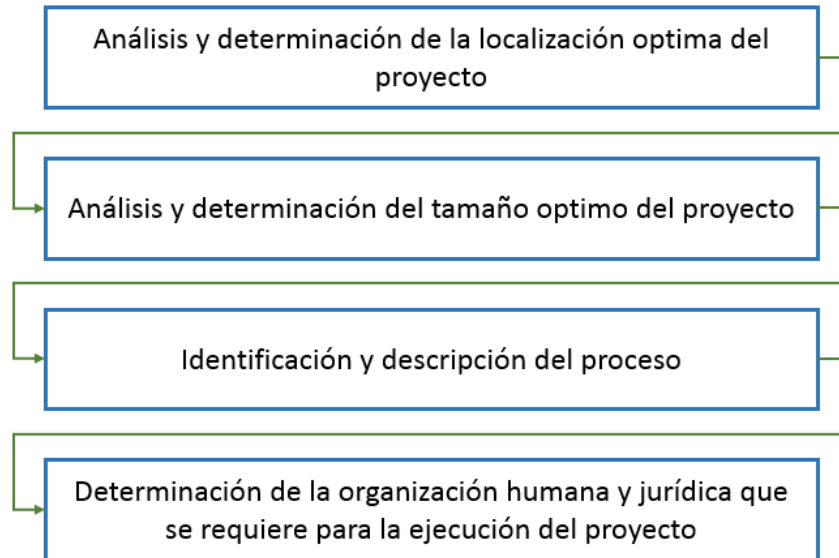 Análisis y determinación de la localización optima del
proyecto
Análisis y determinación del tamaño optimo del proyecto
Identificación y descripción del proceso
Determinación de la organización humana y jurídica que
se requiere para la ejecución del proyecto